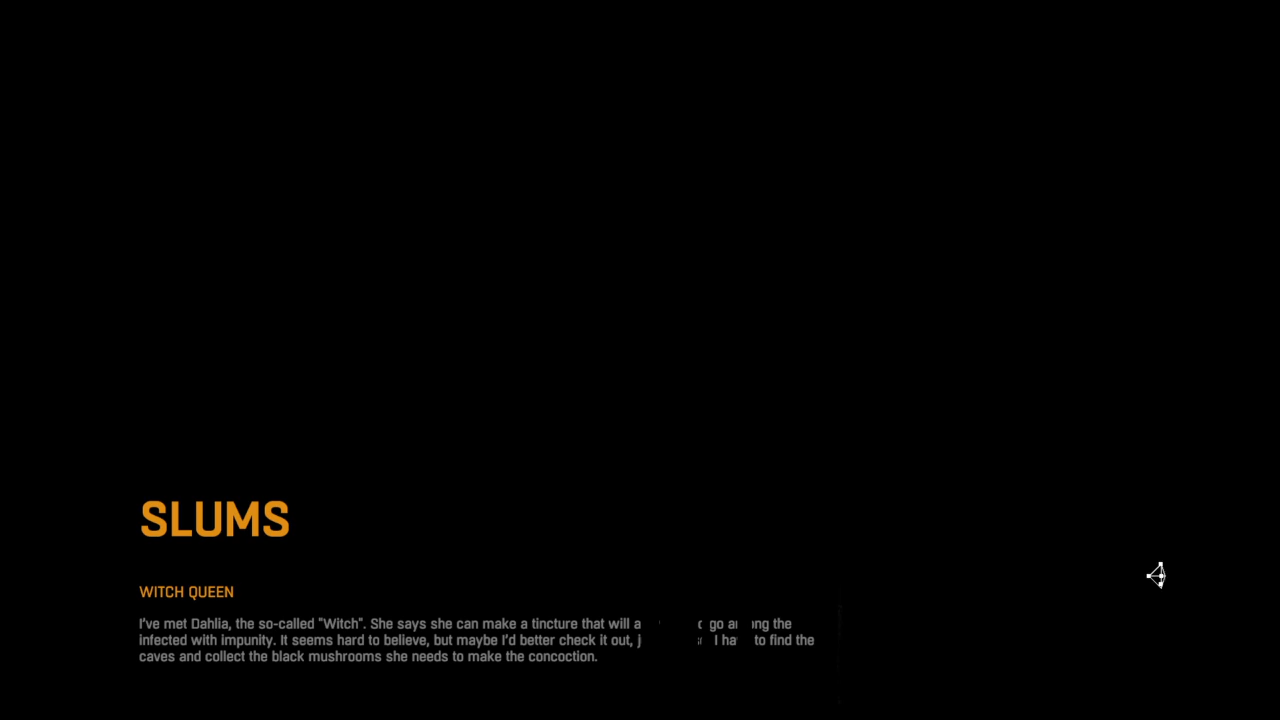 SLUMS
WITCH QUEEN
I've met Dahlia, the so-called "Witch". She says she can make a tincture that will go the
infected with impunity. It seems hard to believe, but maybe I'd better check it out, I to find the
caves and collect the black mushrooms she needs to make the concoction.